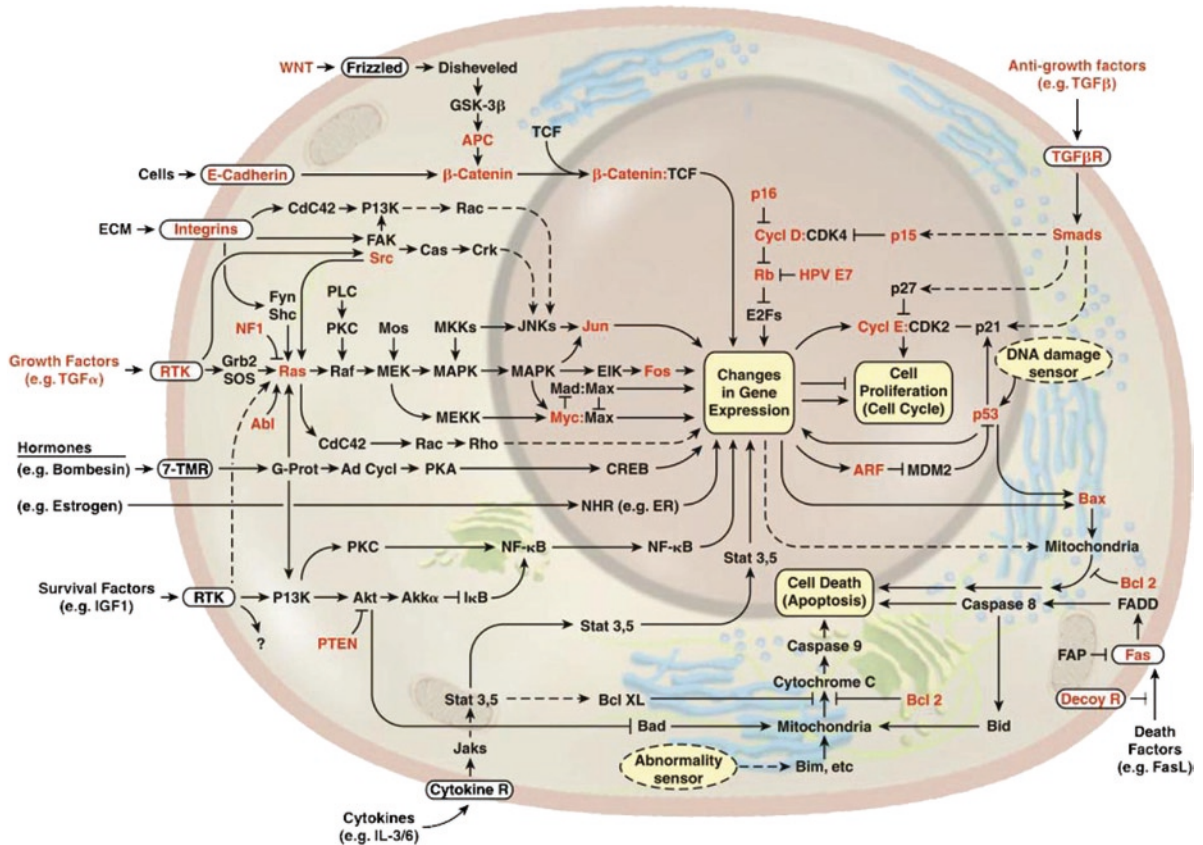 WNT
Frizzled
Disheveled
GSK-3β
APC
TCF
Cells
E-Cadherin
β-Catenin
β-Catenin:TCF
Anti-growth factors
(e.g. TGFβ)
TGFβR
Smads
ECM
Integrins
CdC42
P13K
Rac
FAK
Src
Cas
Crk
p16
Cycl D:CDK4
p15
Rb
HPV E7
E2Fs
p27
Cycl E:CDK2
p21
DNA damage
sensor
Fyn
Shc
NF1
PLC
PKC
Mos
MKKs
JNKs
Jun
Growth Factors
(e.g. TGFα)
RTK
Grb2
SOS
Ras
Raf
MEK
MAPK
MAPK
ElK
Fos
Mad:Max
Abl
MEKK
Myc:Max
Changes
in Gene
Expression
Cell
Proliferation
(Cell Cycle)
p53
CdC42
Rac
Rho
ARF
MDM2
Hormones
(e.g. Bombesin)
7-TMR
G-Prot
Ad Cycl
PKA
CREB
(e.g. Estrogen)
NHR (e.g. ER)
Bax
PKC
NF-κB
NF-κB
Stat 3,5
Mitochondria
Survival Factors
(e.g. IGF1)
RTK
P13K
Akt
Akkα
IκB
?
PTEN
Cell Death
(Apoptosis)
Bcl 2
Caspase 8
FADD
Stat 3,5
Caspase 9
FAP
Fas
Cytochrome C
Stat 3,5
Bcl XL
Bcl 2
Decoy R
Bad
Mitochondria
Bid
Death
Factors
(e.g. FasL)
Jaks
Abnormality
sensor
Bim, etc
Cytokine R
Cytokines
(e.g. IL-3/6)